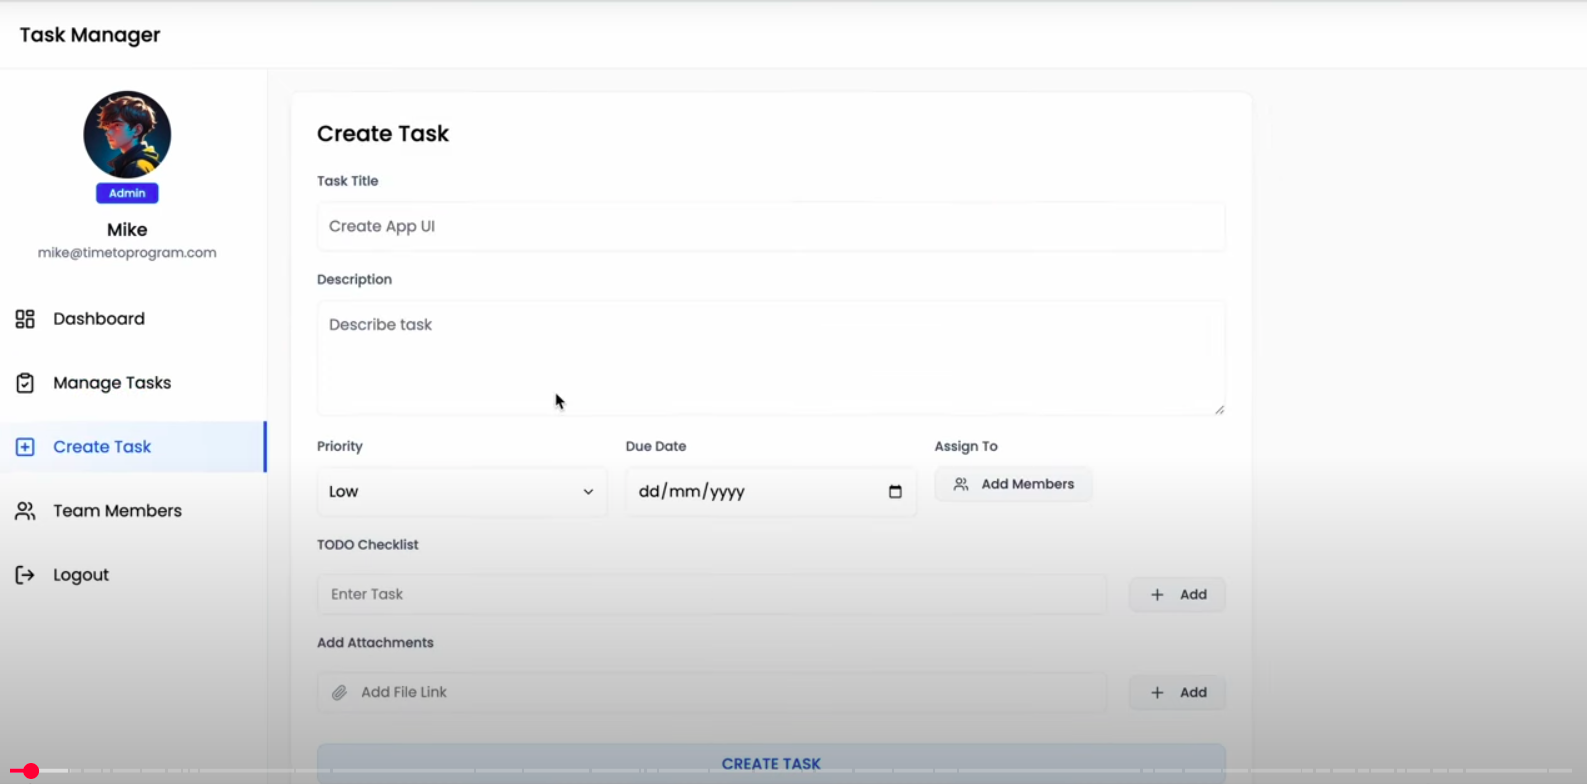 Task Manager
Admin
Mike
mike@timetoprogram.com
Dashboard
Manage Tasks
Create Task
Team Members
Logout
Create Task
Task Title
Create App UI
Description
Describe task
Priority
Due Date
Assign To
Low
dd/mm/yyyy
Add Members
TODO Checklist
Enter Task
+ Add
Add Attachments
Add File Link
+ Add
CREATE TASK